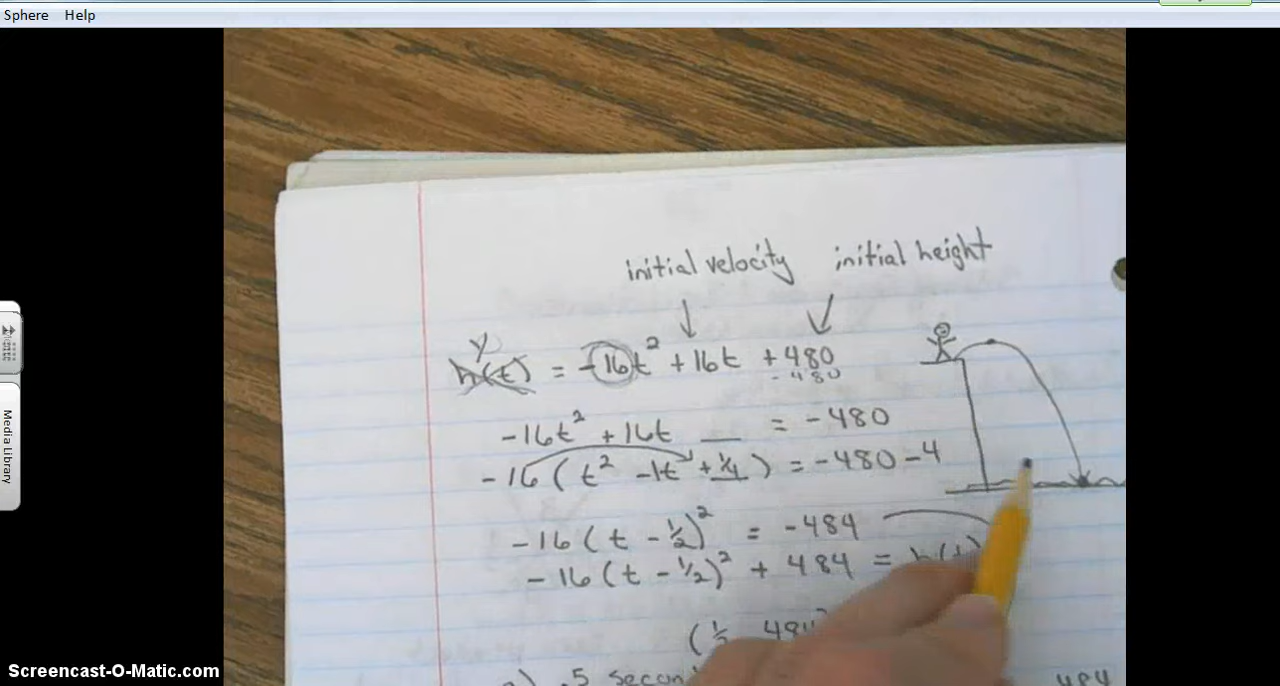 Sphere Help
initial velocity initial height
y
h(t) = -16t² + 16t + 480
- 480
-16t² + 16t __ = -480
-16 ( t² - 1t + 1/4 ) = -480 - 4
-16 ( t - 1/2 )² = -484
-16 ( t - 1/2 )² + 484 = h(t)
( 1/2 484
.5 484
Media Library
Screencast-O-Matic.com